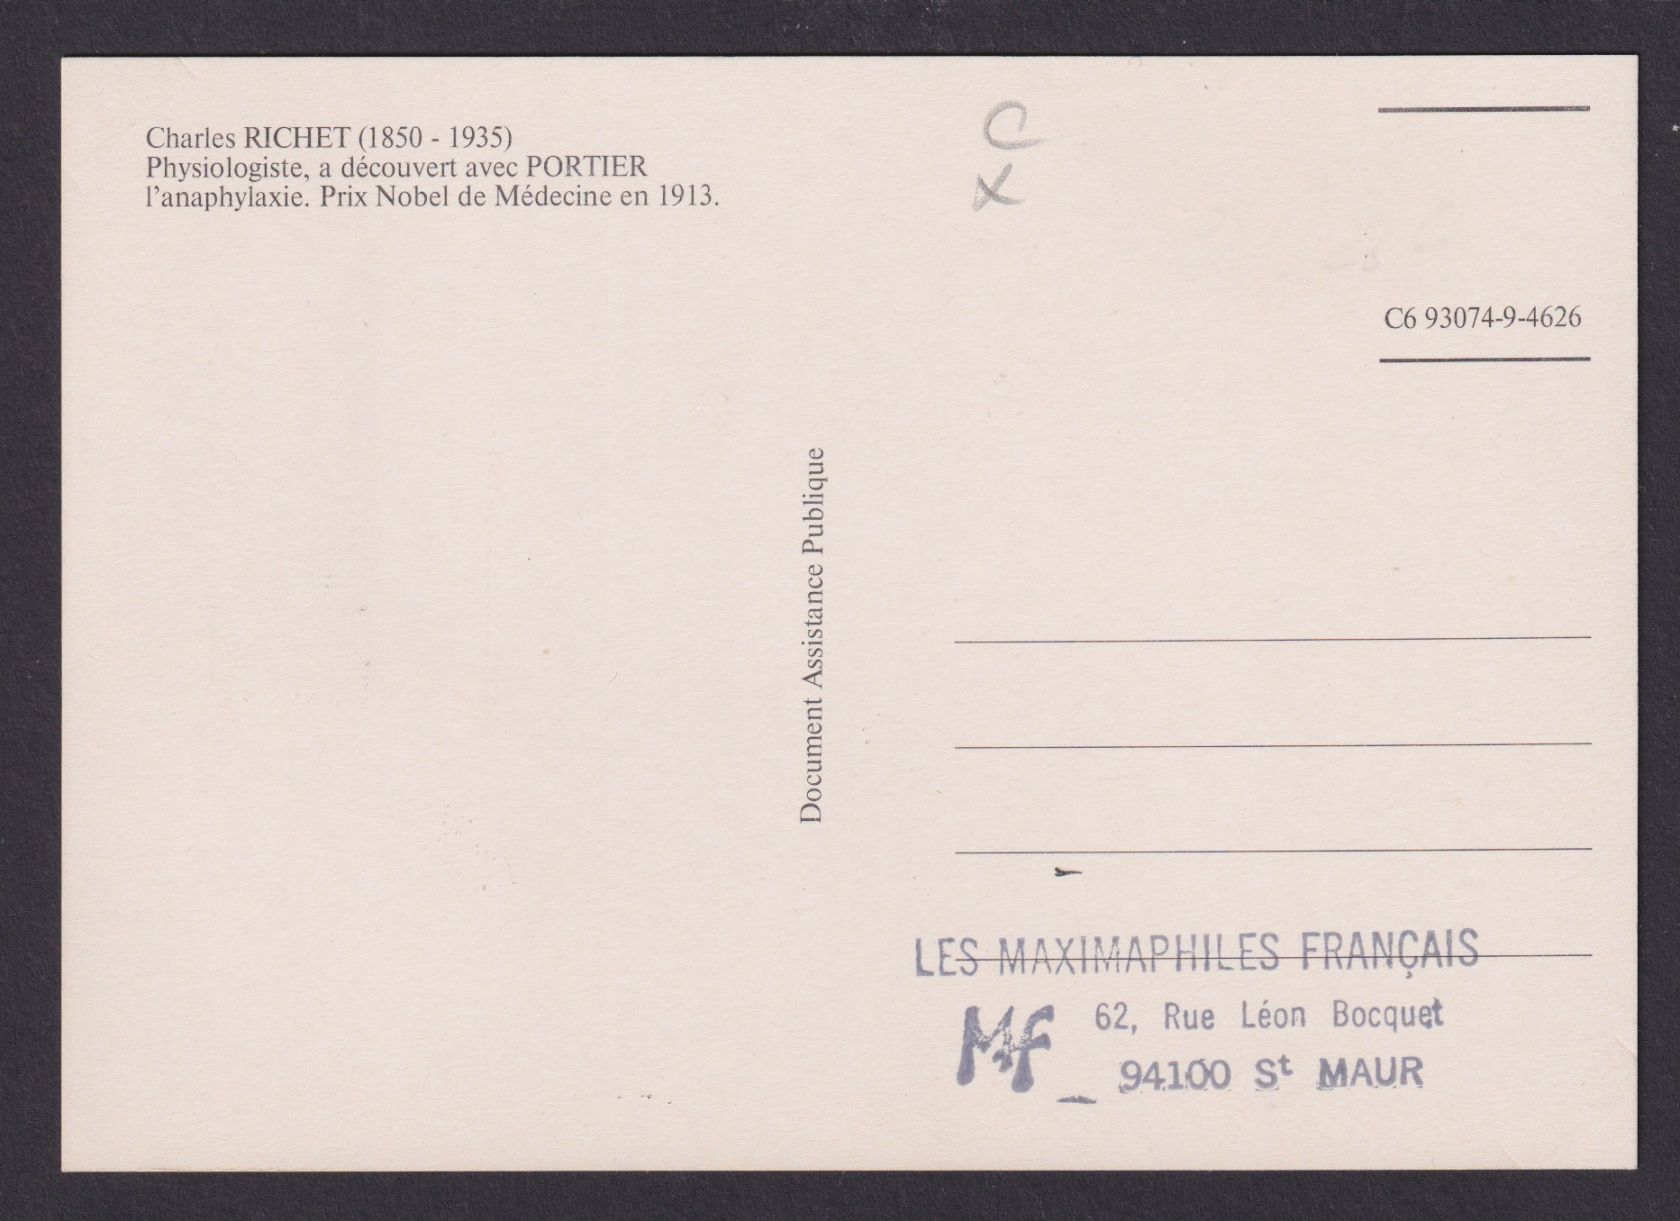 Charles RICHET (1850 - 1935)
Physiologiste, a découvert avec PORTIER
l'anaphylaxie. Prix Nobel de Médecine en 1913.
C
X
C6 93074-9-4626
Document Assistance Publique
LES MAXIMAPHILES FRANÇAIS
Mf 62, Rue Léon Bocquet
94100 St MAUR